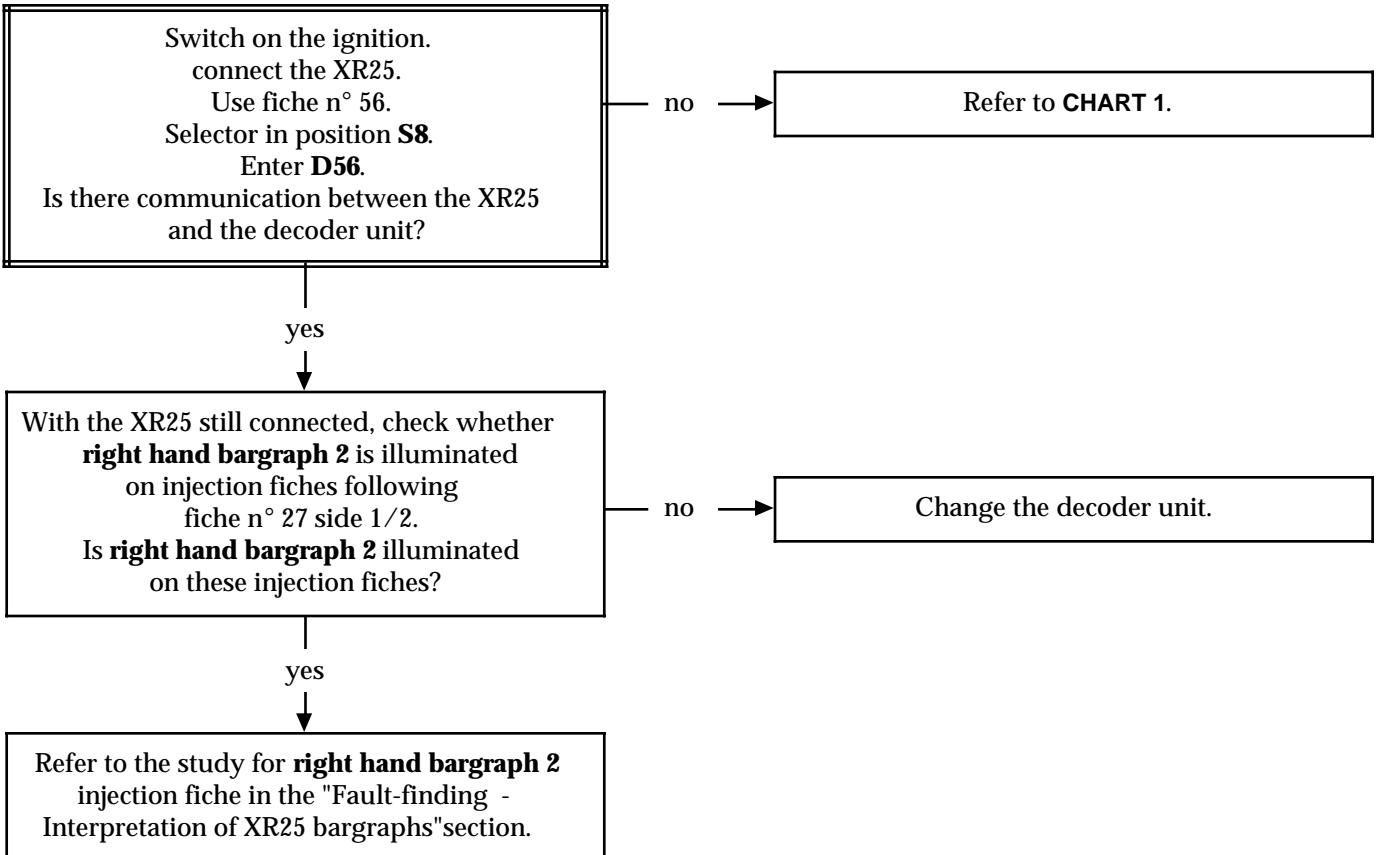 Switch on the ignition.
connect the XR25.
Use fiche n° 56.
Selector in position S8.
Enter D56.
Is there communication between the XR25
and the decoder unit?
no
Refer to CHART 1.
yes
With the XR25 still connected, check whether
right hand bargraph 2 is illuminated
on injection fiches following
fiche n° 27 side 1/2.
Is right hand bargraph 2 illuminated
on these injection fiches?
no
Change the decoder unit.
yes
Refer to the study for right hand bargraph 2
injection fiche in the "Fault-finding -
Interpretation of XR25 bargraphs"section.